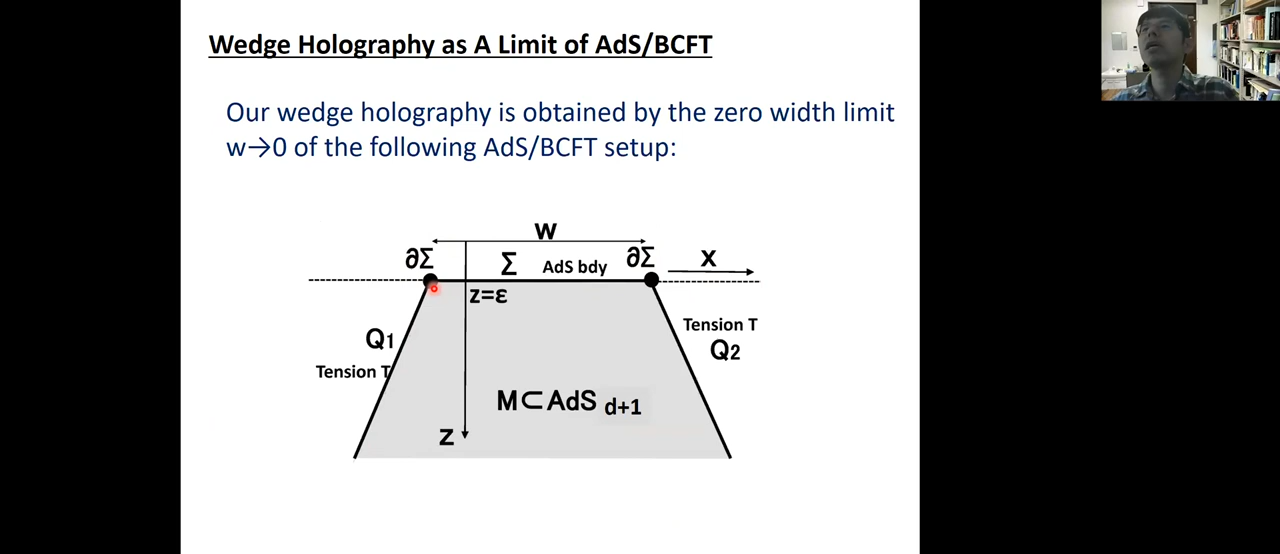 Wedge Holography as A Limit of AdS/BCFT
Our wedge holography is obtained by the zero width limit
w→0 of the following AdS/BCFT setup:
W
∂Σ
Σ
AdS bdy
∂Σ
X
z=ε
Q1
Tension T
Tension T
Q2
M⊂AdS d+1
Z